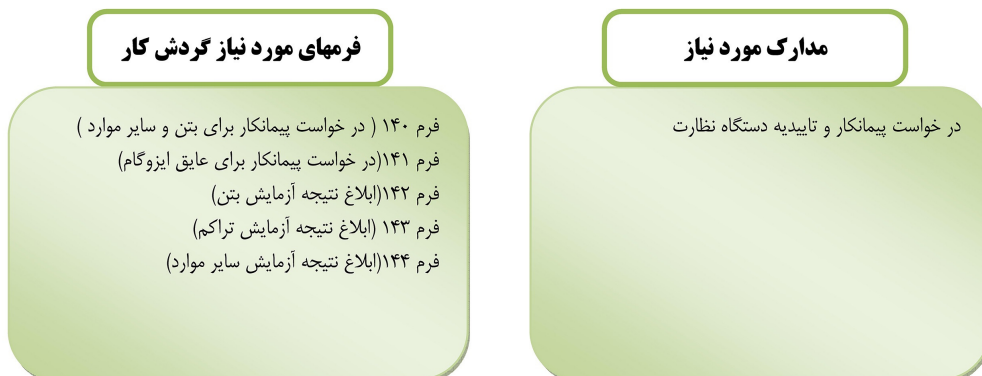 مدارک مورد نیاز
در خواست پیمانکار و تاییدیه دستگاه نظارت
فرمهای مورد نیاز گردش کار
فرم ۱۴۰ ( در خواست پیمانکار برای بتن و سایر موارد )
فرم ۱۴۱(در خواست پیمانکار برای عایق ایزوگام)
فرم ۱۴۲(ابلاغ نتیجه آزمایش بتن)
فرم ۱۴۳ (ابلاغ نتیجه آزمایش تراکم)
فرم ۱۴۴(ابلاغ نتیجه آزمایش سایر موارد)